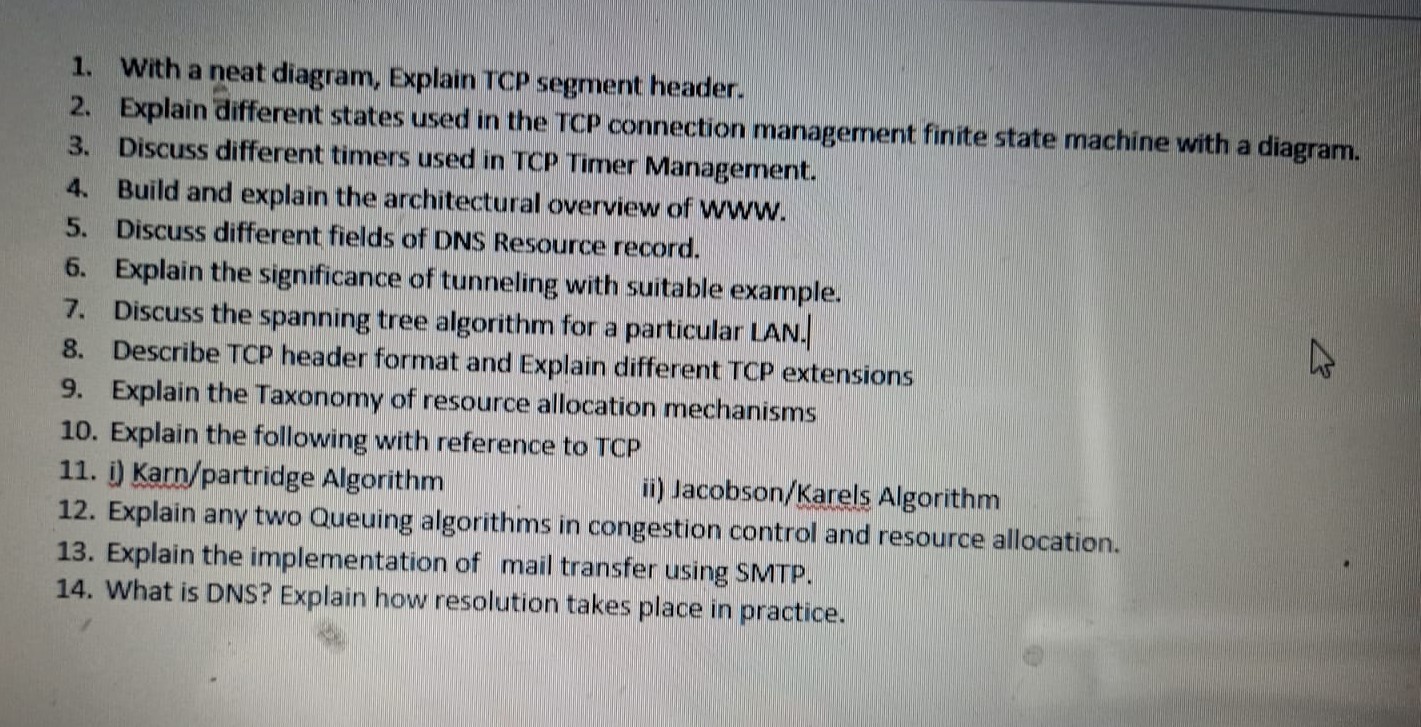 1. With a neat diagram, Explain TCP segment header.
2. Explain different states used in the TCP connection management finite state machine with a diagram.
3. Discuss different timers used in TCP Timer Management.
4. Build and explain the architectural overview of WWW.
5. Discuss different fields of DNS Resource record.
6. Explain the significance of tunneling with suitable example.
7. Discuss the spanning tree algorithm for a particular LAN.
8. Describe TCP header format and Explain different TCP extensions
9. Explain the Taxonomy of resource allocation mechanisms
10. Explain the following with reference to TCP
11. i) Karn/partridge Algorithm ii) Jacobson/Karels Algorithm
12. Explain any two Queuing algorithms in congestion control and resource allocation.
13. Explain the implementation of mail transfer using SMTP.
14. What is DNS? Explain how resolution takes place in practice.